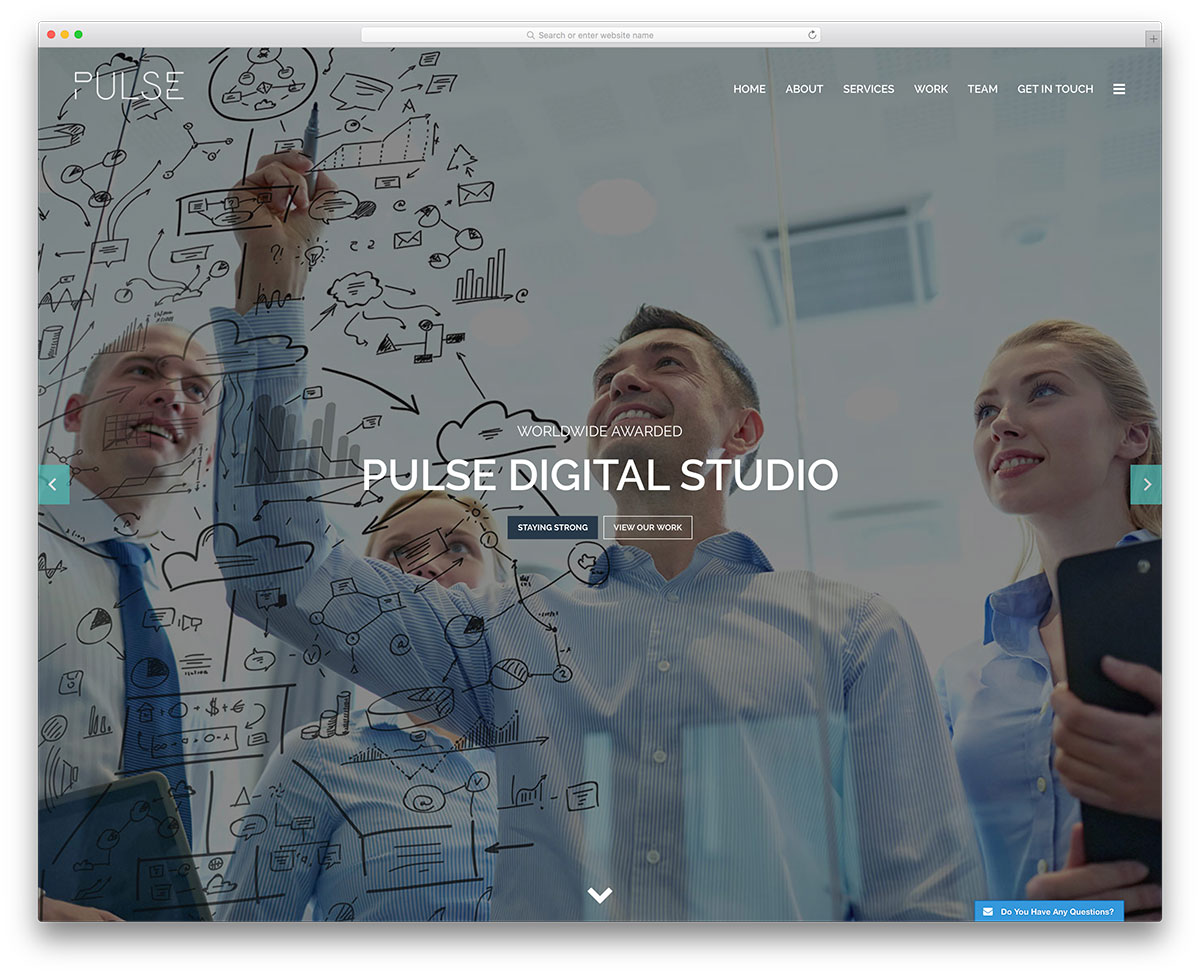 Search or enter website name
PULSE
HOME ABOUT SERVICES WORK TEAM GET IN TOUCH
WORLDWIDE AWARDED
PULSE DIGITAL STUDIO
STAYING STRONG VIEW OUR WORK
Do You Have Any Questions?